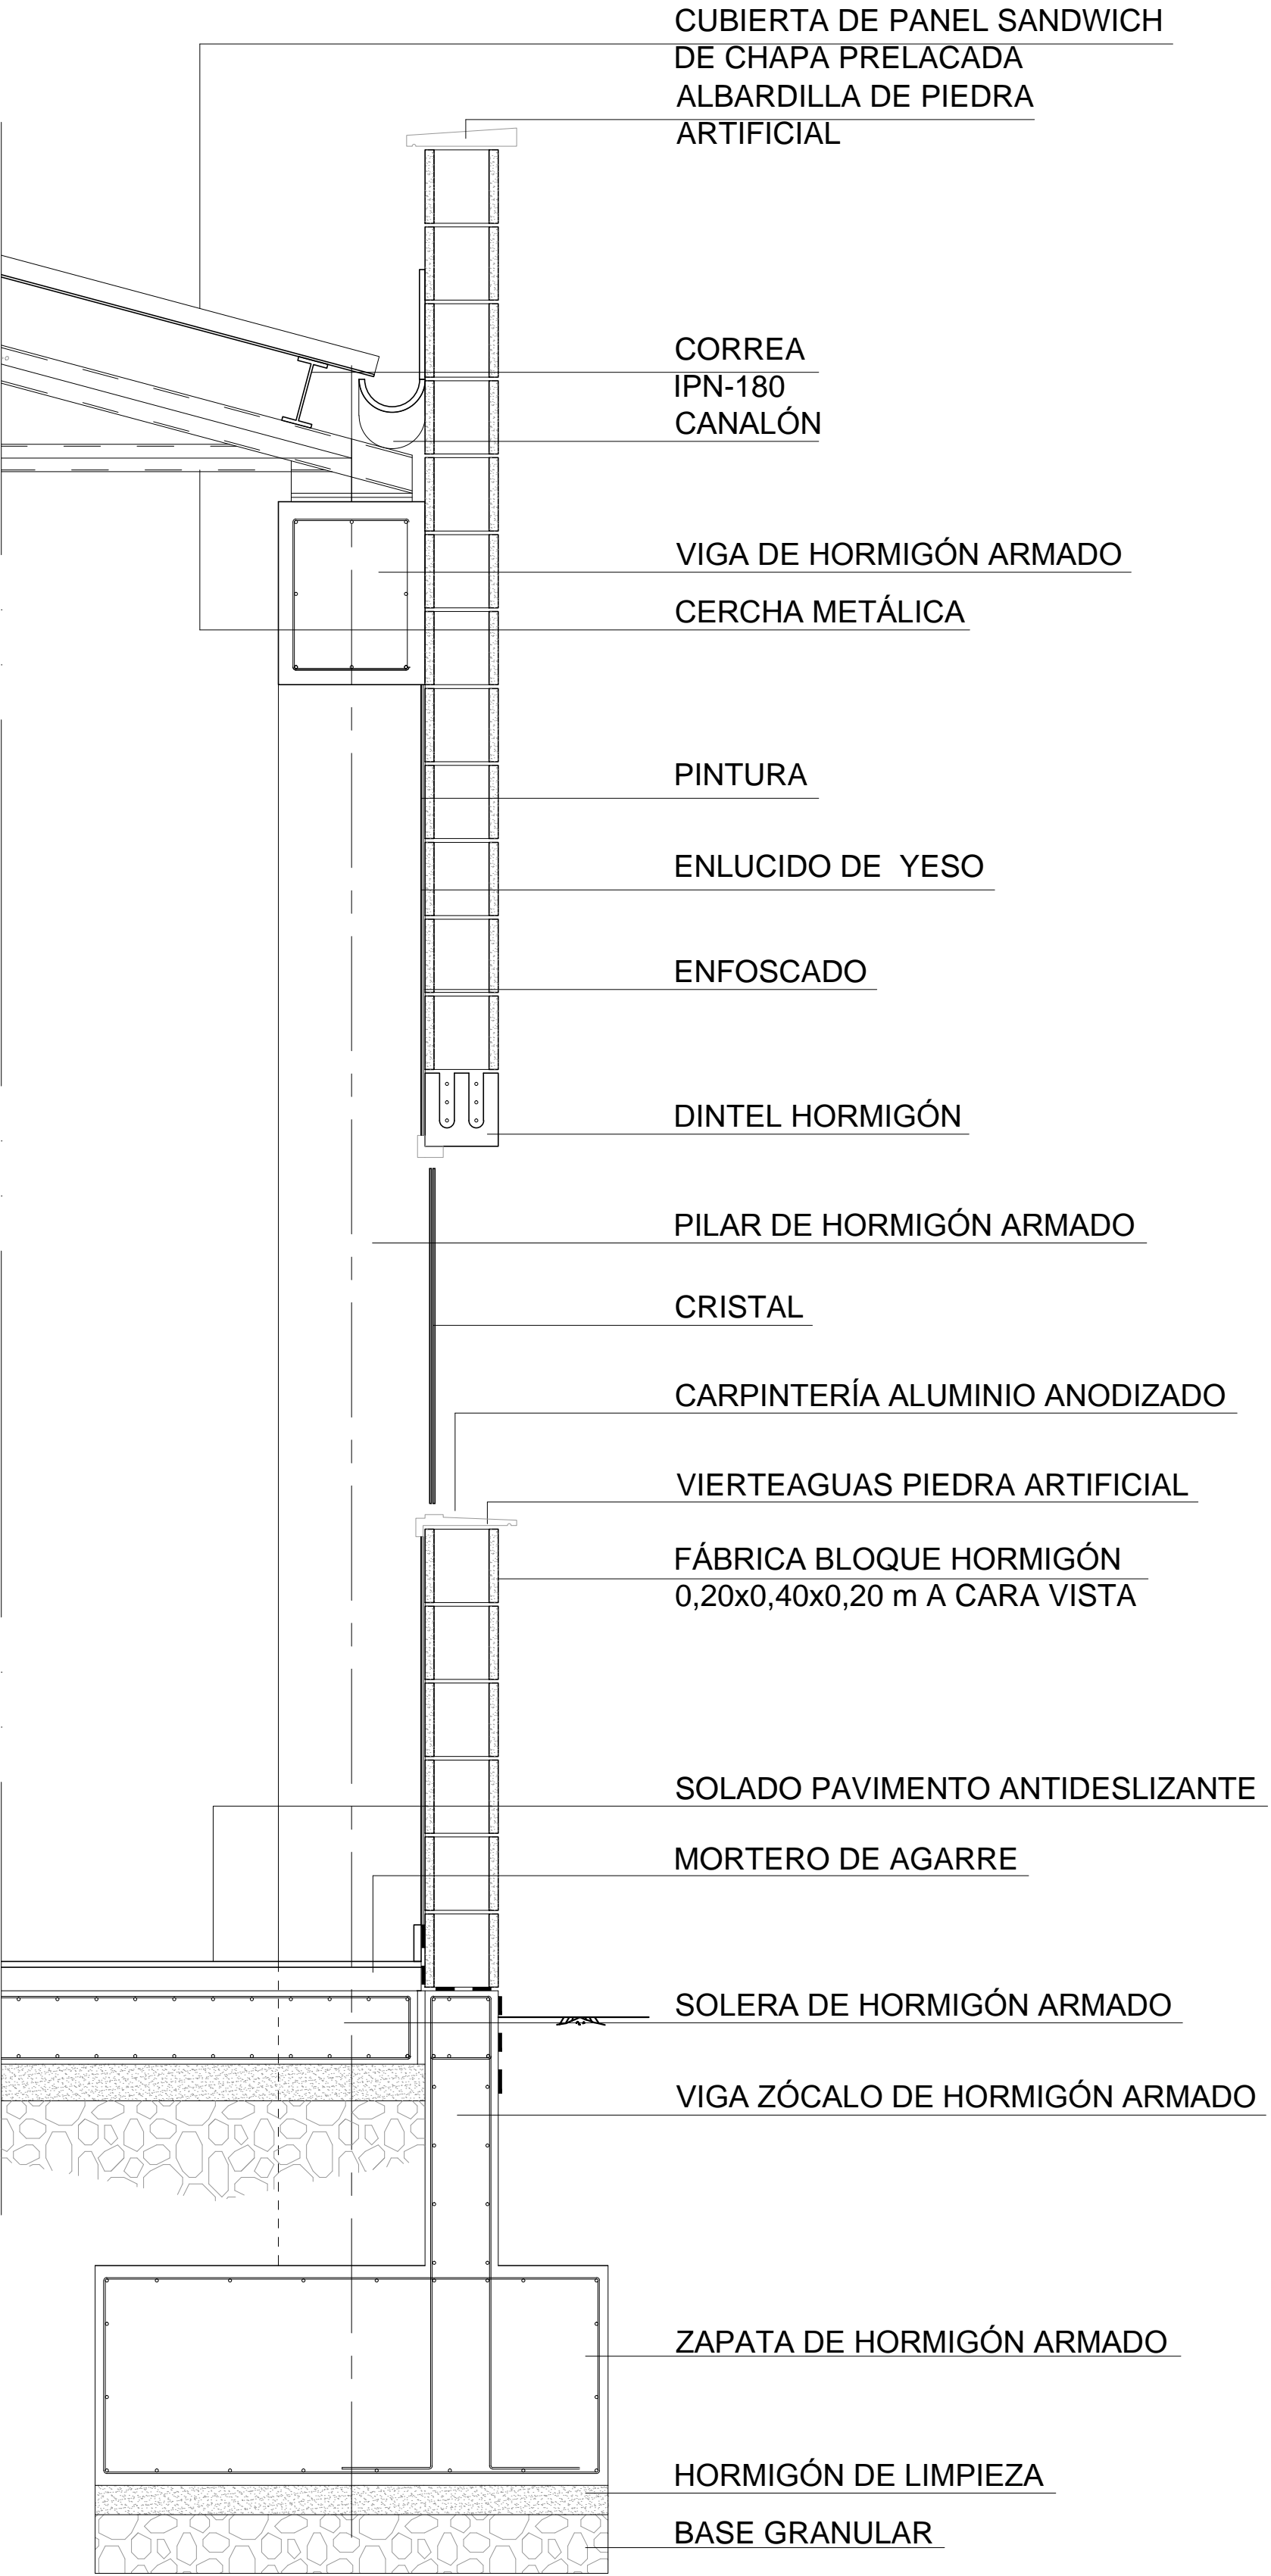 CUBIERTA DE PANEL SANDWICH
DE CHAPA PRELACADA
ALBARDILLA DE PIEDRA
ARTIFICIAL
CORREA
IPN-180
CANALÓN
VIGA DE HORMIGÓN ARMADO
CERCHA METÁLICA
PINTURA
ENLUCIDO DE  YESO
ENFOSCADO
DINTEL HORMIGÓN
PILAR DE HORMIGÓN ARMADO
CRISTAL
CARPINTERÍA ALUMINIO ANODIZADO
VIERTEAGUAS PIEDRA ARTIFICIAL
FÁBRICA BLOQUE HORMIGÓN
0,20x0,40x0,20 m A CARA VISTA
SOLADO PAVIMENTO ANTIDESLIZANTE
MORTERO DE AGARRE
SOLERA DE HORMIGÓN ARMADO
VIGA ZÓCALO DE HORMIGÓN ARMADO
ZAPATA DE HORMIGÓN ARMADO
HORMIGÓN DE LIMPIEZA
BASE GRANULAR